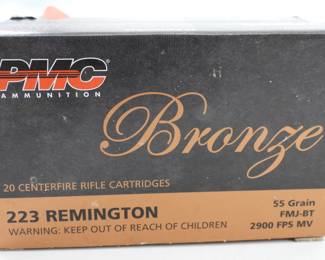 PMC®
AMMUNITION
Bronze
20 CENTERFIRE RIFLE CARTRIDGES
223 REMINGTON
WARNING: KEEP OUT OF REACH OF CHILDREN
55 Grain
FMJ-BT
2900 FPS MV